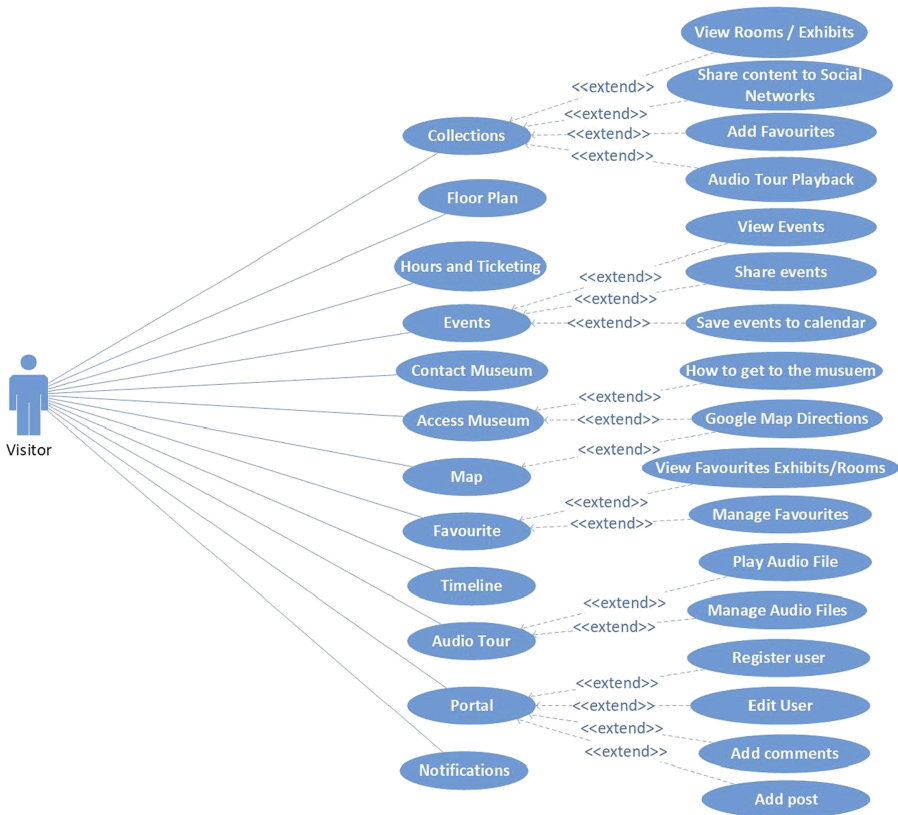 View Rooms / Exhibits
<<extend>>
Share content to Social
Networks
<<extend>>
Collections
<<extend>>
Add Favourites
<<extend>>
Audio Tour Playback
Floor Plan
View Events
Hours and Ticketing
<<extend>>
Share events
<<extend>>
Events
<<extend>>
Save events to calendar
Contact Museum
How to get to the musuem
<<extend>>
Access Museum
<<extend>>
Google Map Directions
Visitor
<<extend>>
Map
View Favourites Exhibits/Rooms
<<extend>>
Favourite
<<extend>>
Manage Favourites
Play Audio File
Timeline
<<extend>>
Manage Audio Files
<<extend>>
Audio Tour
Register user
<<extend>>
Portal
<<extend>>
Edit User
<<extend>>
Add comments
<<extend>>
Notifications
Add post